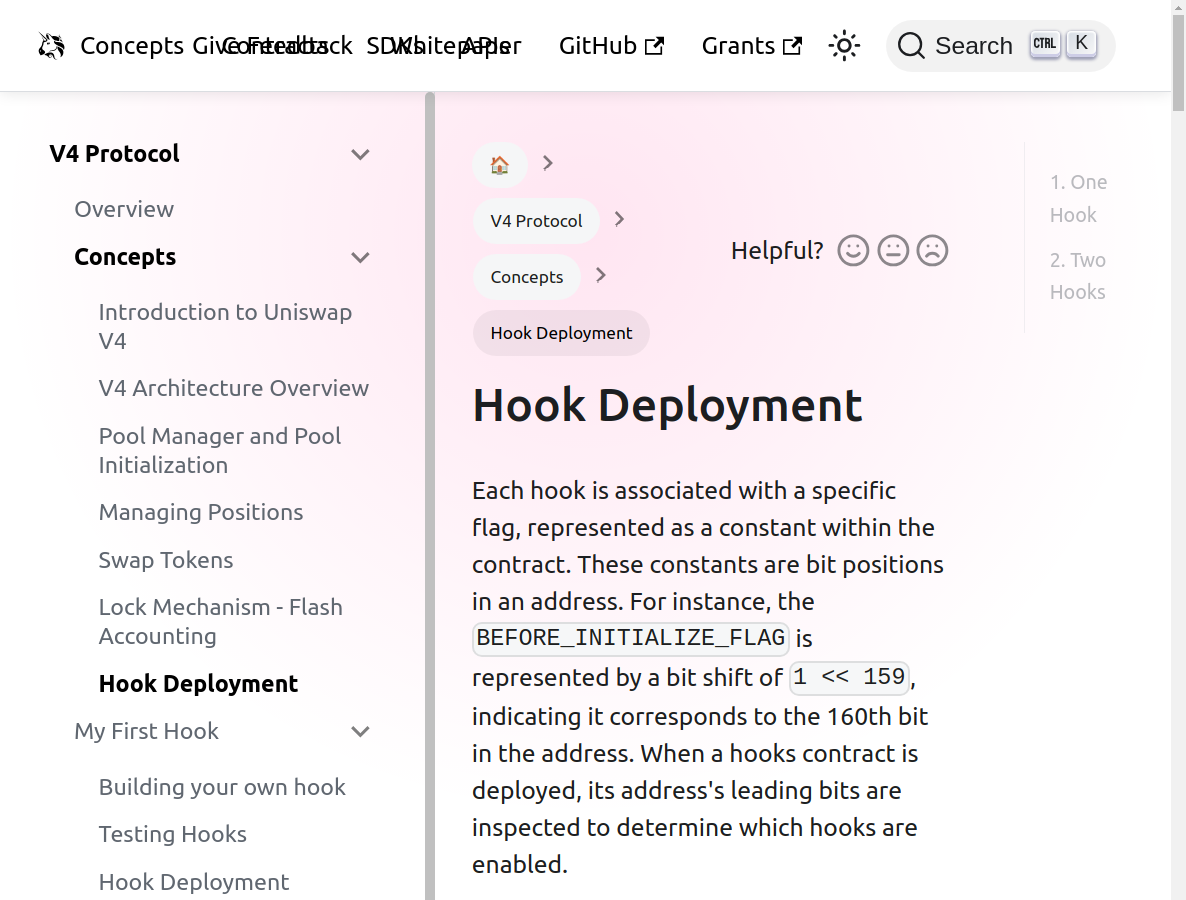 Concepts Give Feedback Contracts SDKs Whitepaper APIs GitHub Grants Search CTRL K
V4 Protocol
Overview
Concepts
Introduction to Uniswap
V4
V4 Architecture Overview
Pool Manager and Pool
Initialization
Managing Positions
Swap Tokens
Lock Mechanism - Flash
Accounting
Hook Deployment
My First Hook
Building your own hook
Testing Hooks
Hook Deployment
V4 Protocol
Concepts
Hook Deployment
Helpful?
Hook Deployment
Each hook is associated with a specific
flag, represented as a constant within the
contract. These constants are bit positions
in an address. For instance, the
BEFORE_INITIALIZE_FLAG is
represented by a bit shift of 1 << 159,
indicating it corresponds to the 160th bit
in the address. When a hooks contract is
deployed, its address's leading bits are
inspected to determine which hooks are
enabled.
1. One
Hook
2. Two
Hooks